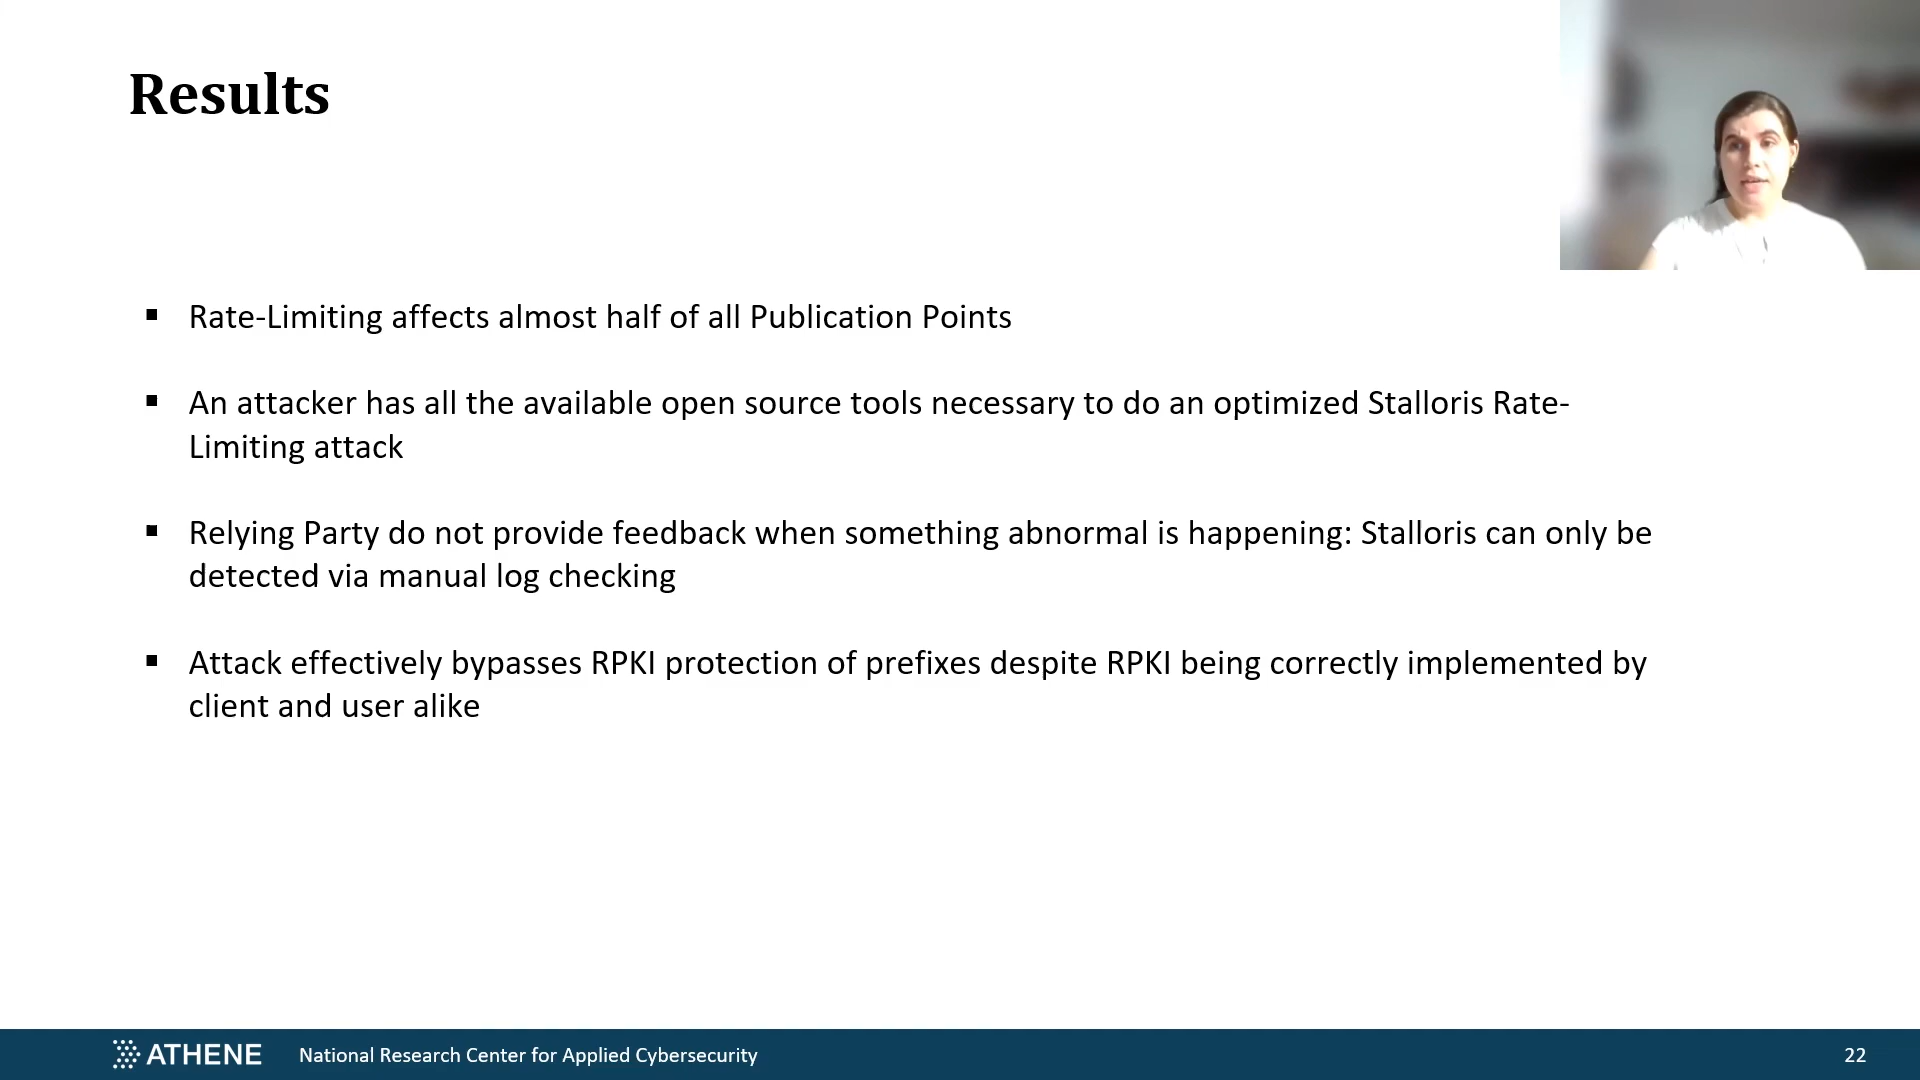 Results
▪ Rate-Limiting affects almost half of all Publication Points
▪ An attacker has all the available open source tools necessary to do an optimized Stalloris Rate-
Limiting attack
▪ Relying Party do not provide feedback when something abnormal is happening: Stalloris can only be
detected via manual log checking
▪ Attack effectively bypasses RPKI protection of prefixes despite RPKI being correctly implemented by
client and user alike
ATHENE National Research Center for Applied Cybersecurity 22